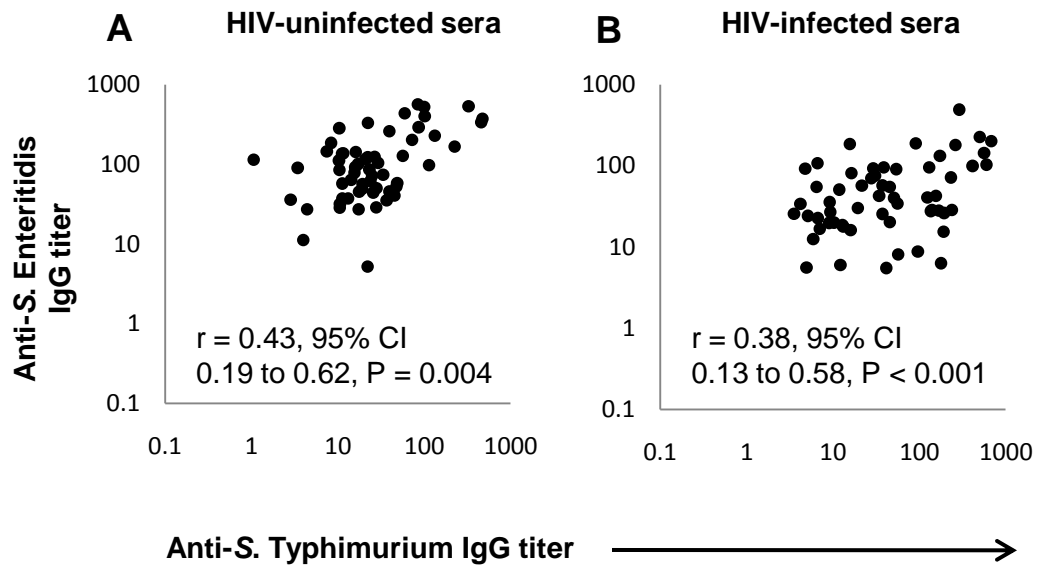 A
HIV-uninfected sera
B
HIV-infected sera
Anti-S. Enteritidis
IgG titer
1000
100
10
1
0.1
r = 0.43, 95% CI
0.19 to 0.62, P = 0.004
0.1
1
10
100
1000
1000
100
10
1
0.1
r = 0.38, 95% CI
0.13 to 0.58, P < 0.001
0.1
1
10
100
1000
Anti-S. Typhimurium IgG titer